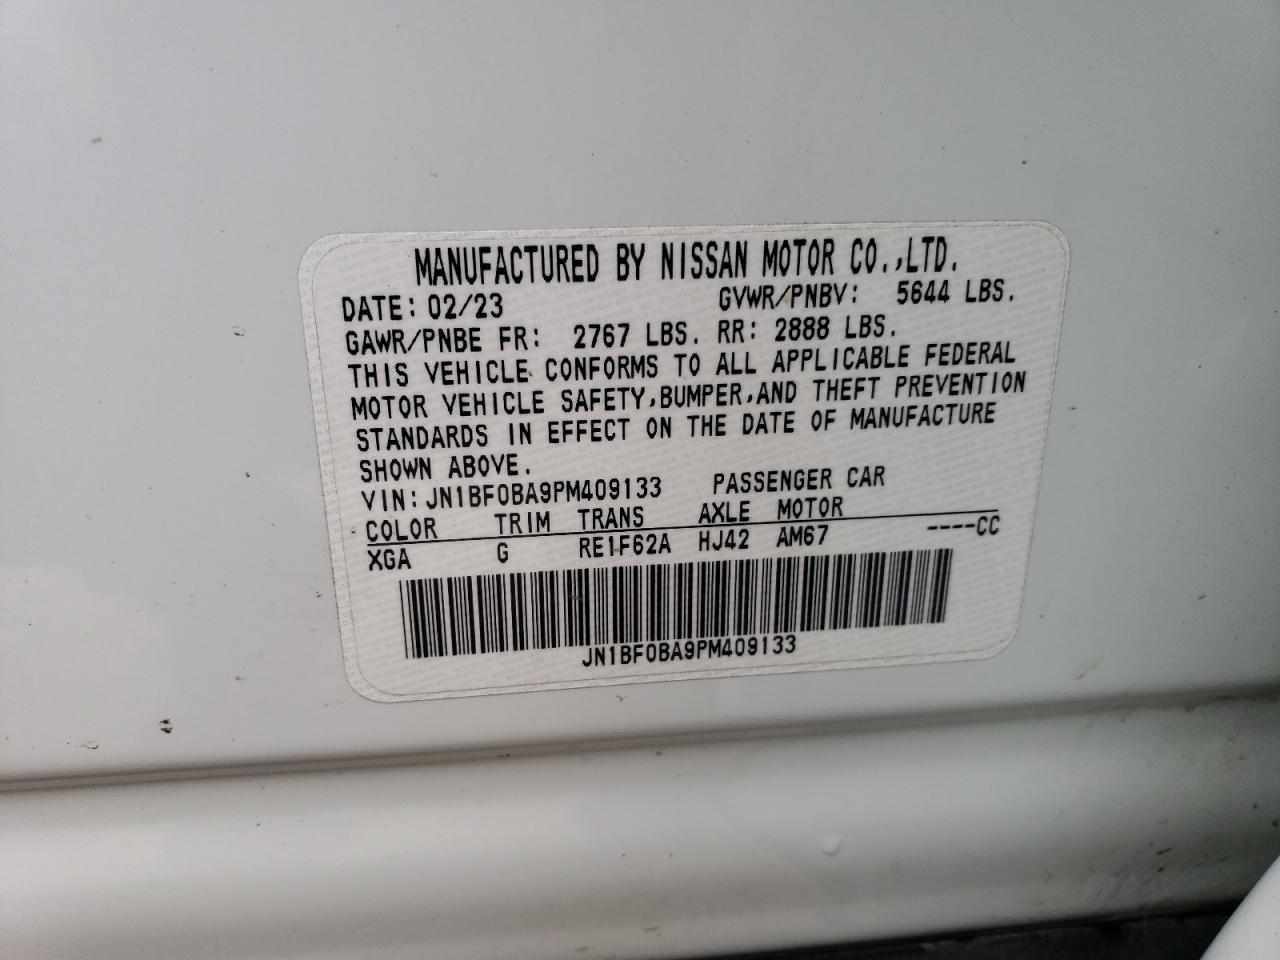 MANUFACTURED BY NISSAN MOTOR CO.,LTD.
DATE: 02/23 GVWR/PNBV: 5644 LBS.
GAWR/PNBE FR: 2767 LBS. RR: 2888 LBS.
THIS VEHICLE CONFORMS TO ALL APPLICABLE FEDERAL
MOTOR VEHICLE SAFETY,BUMPER,AND THEFT PREVENTION
STANDARDS IN EFFECT ON THE DATE OF MANUFACTURE
SHOWN ABOVE.
VIN: JN1BF0BA9PM409133 PASSENGER CAR
COLOR TRIM TRANS AXLE MOTOR
XGA G RE1F62A HJ42 AM67 ----CC
JN1BF0BA9PM409133